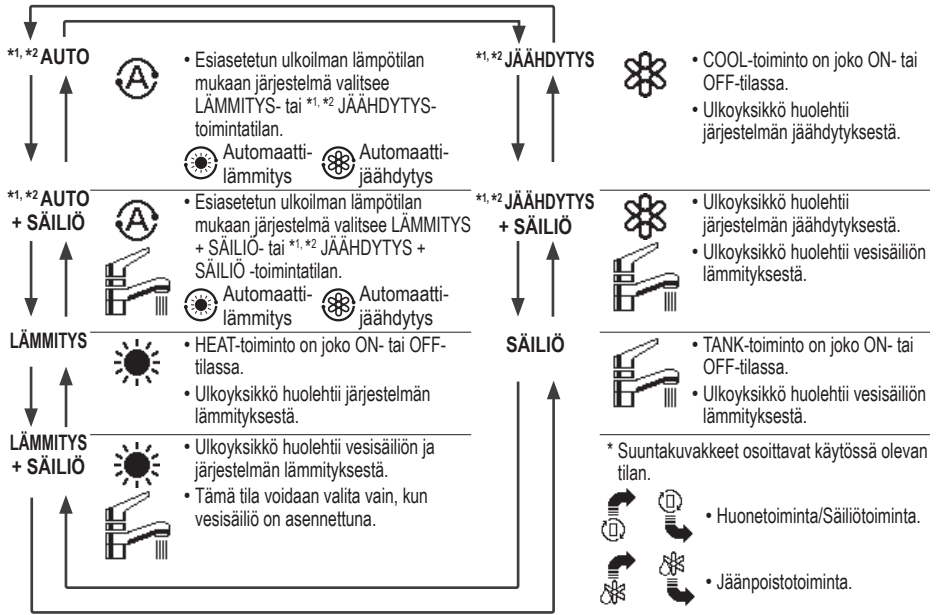 *1, *2 AUTO
• Esiasetetun ulkoilman lämpötilan
mukaan järjestelmä valitsee
LÄMMITYS- tai *1, *2 JÄÄHDYTYS-
toimintatilan.
Automaatti-
lämmitys
Automaatti-
jäähdytys
*1, *2 AUTO
+ SÄILIÖ
• Esiasetetun ulkoilman lämpötilan
mukaan järjestelmä valitsee LÄMMITYS
+ SÄILIÖ- tai *1, *2 JÄÄHDYTYS +
SÄILIÖ -toimintatilan.
Automaatti-
lämmitys
Automaatti-
jäähdytys
LÄMMITYS
• HEAT-toiminto on joko ON- tai OFF-
tilassa.
• Ulkoyksikkö huolehtii järjestelmän
lämmityksestä.
LÄMMITYS
+ SÄILIÖ
• Ulkoyksikkö huolehtii vesisäiliön ja
järjestelmän lämmityksestä.
• Tämä tila voidaan valita vain, kun
vesisäiliö on asennettuna.
*1, *2 JÄÄHDYTYS
• COOL-toiminto on joko ON- tai
OFF-tilassa.
• Ulkoyksikkö huolehtii
järjestelmän jäähdytyksestä.
*1, *2 JÄÄHDYTYS
+ SÄILIÖ
• Ulkoyksikkö huolehtii
järjestelmän jäähdytyksestä.
• Ulkoyksikkö huolehtii vesisäiliön
lämmityksestä.
SÄILIÖ
• TANK-toiminto on joko ON- tai
OFF-tilassa.
• Ulkoyksikkö huolehtii vesisäiliön
lämmityksestä.
* Suuntakuvakkeet osoittavat käytössä olevan
tilan.
• Huonetoiminta/Säiliötoiminta.
• Jäänpoistotoiminta.